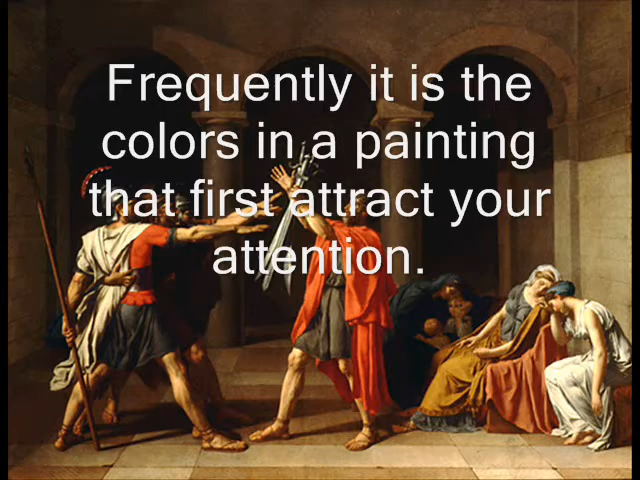 Frequently it is the
colors in a painting
that first attract your
attention.